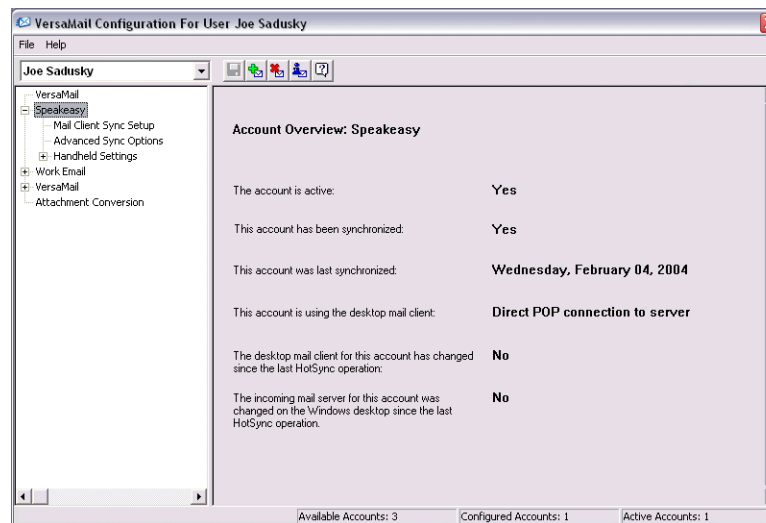 VersaMail Configuration For User Joe Sadusky
File Help
Joe Sadusky
VersaMail
Speakeasy
Mail Client Sync Setup
Advanced Sync Options
Handheld Settings
Work Email
VersaMail
Attachment Conversion
Account Overview: Speakeasy
The account is active: Yes
This account has been synchronized: Yes
This account was last synchronized: Wednesday, February 04, 2004
This account is using the desktop mail client: Direct POP connection to server
The desktop mail client for this account has changed No
since the last HotSync operation:
The incoming mail server for this account was No
changed on the Windows desktop since the last
HotSync operation.
Available Accounts: 3 Configured Accounts: 1 Active Accounts: 1